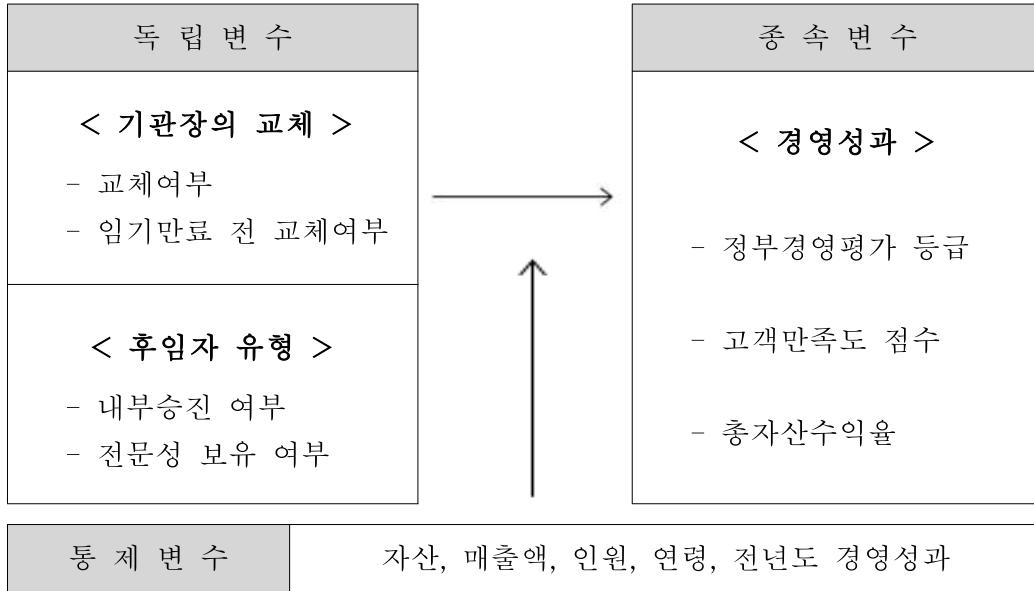 독 립 변 수
< 기관장의 교체 >
- 교체여부
- 임기만료 전 교체여부
< 후임자 유형 >
- 내부승진 여부
- 전문성 보유 여부
종 속 변 수
< 경영성과 >
- 정부경영평가 등급
- 고객만족도 점수
- 총자산수익율
통 제 변 수
자산, 매출액, 인원, 연령, 전년도 경영성과